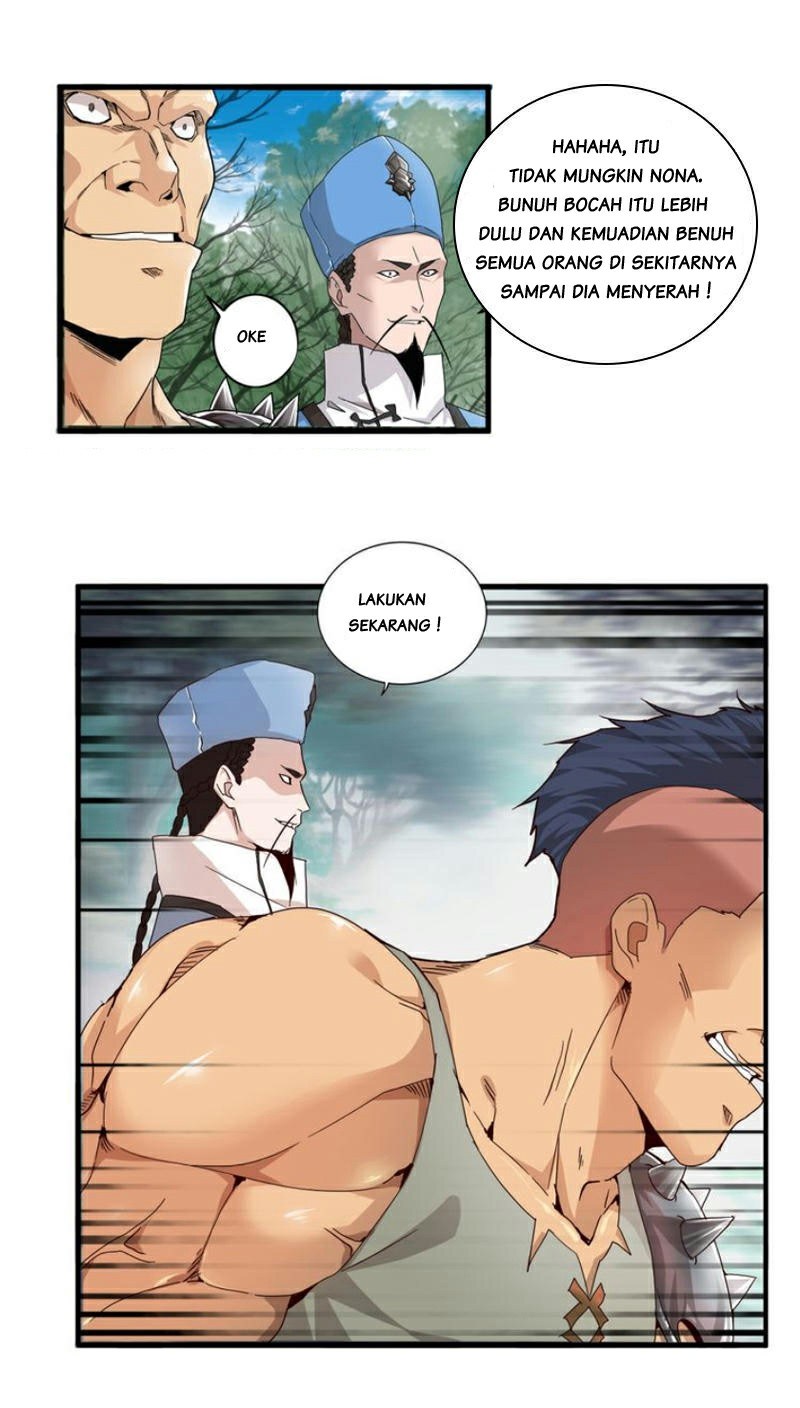 HAHAHA, ITU
TIDAK MUNGKIN NONA.
BUNUH BOCAH ITU LEBIH
DULU DAN KEMUADIAN BENUH
SEMUA ORANG DI SEKITARNYA
SAMPAI DIA MENYERAH !
OKE
LAKUKAN
SEKARANG !